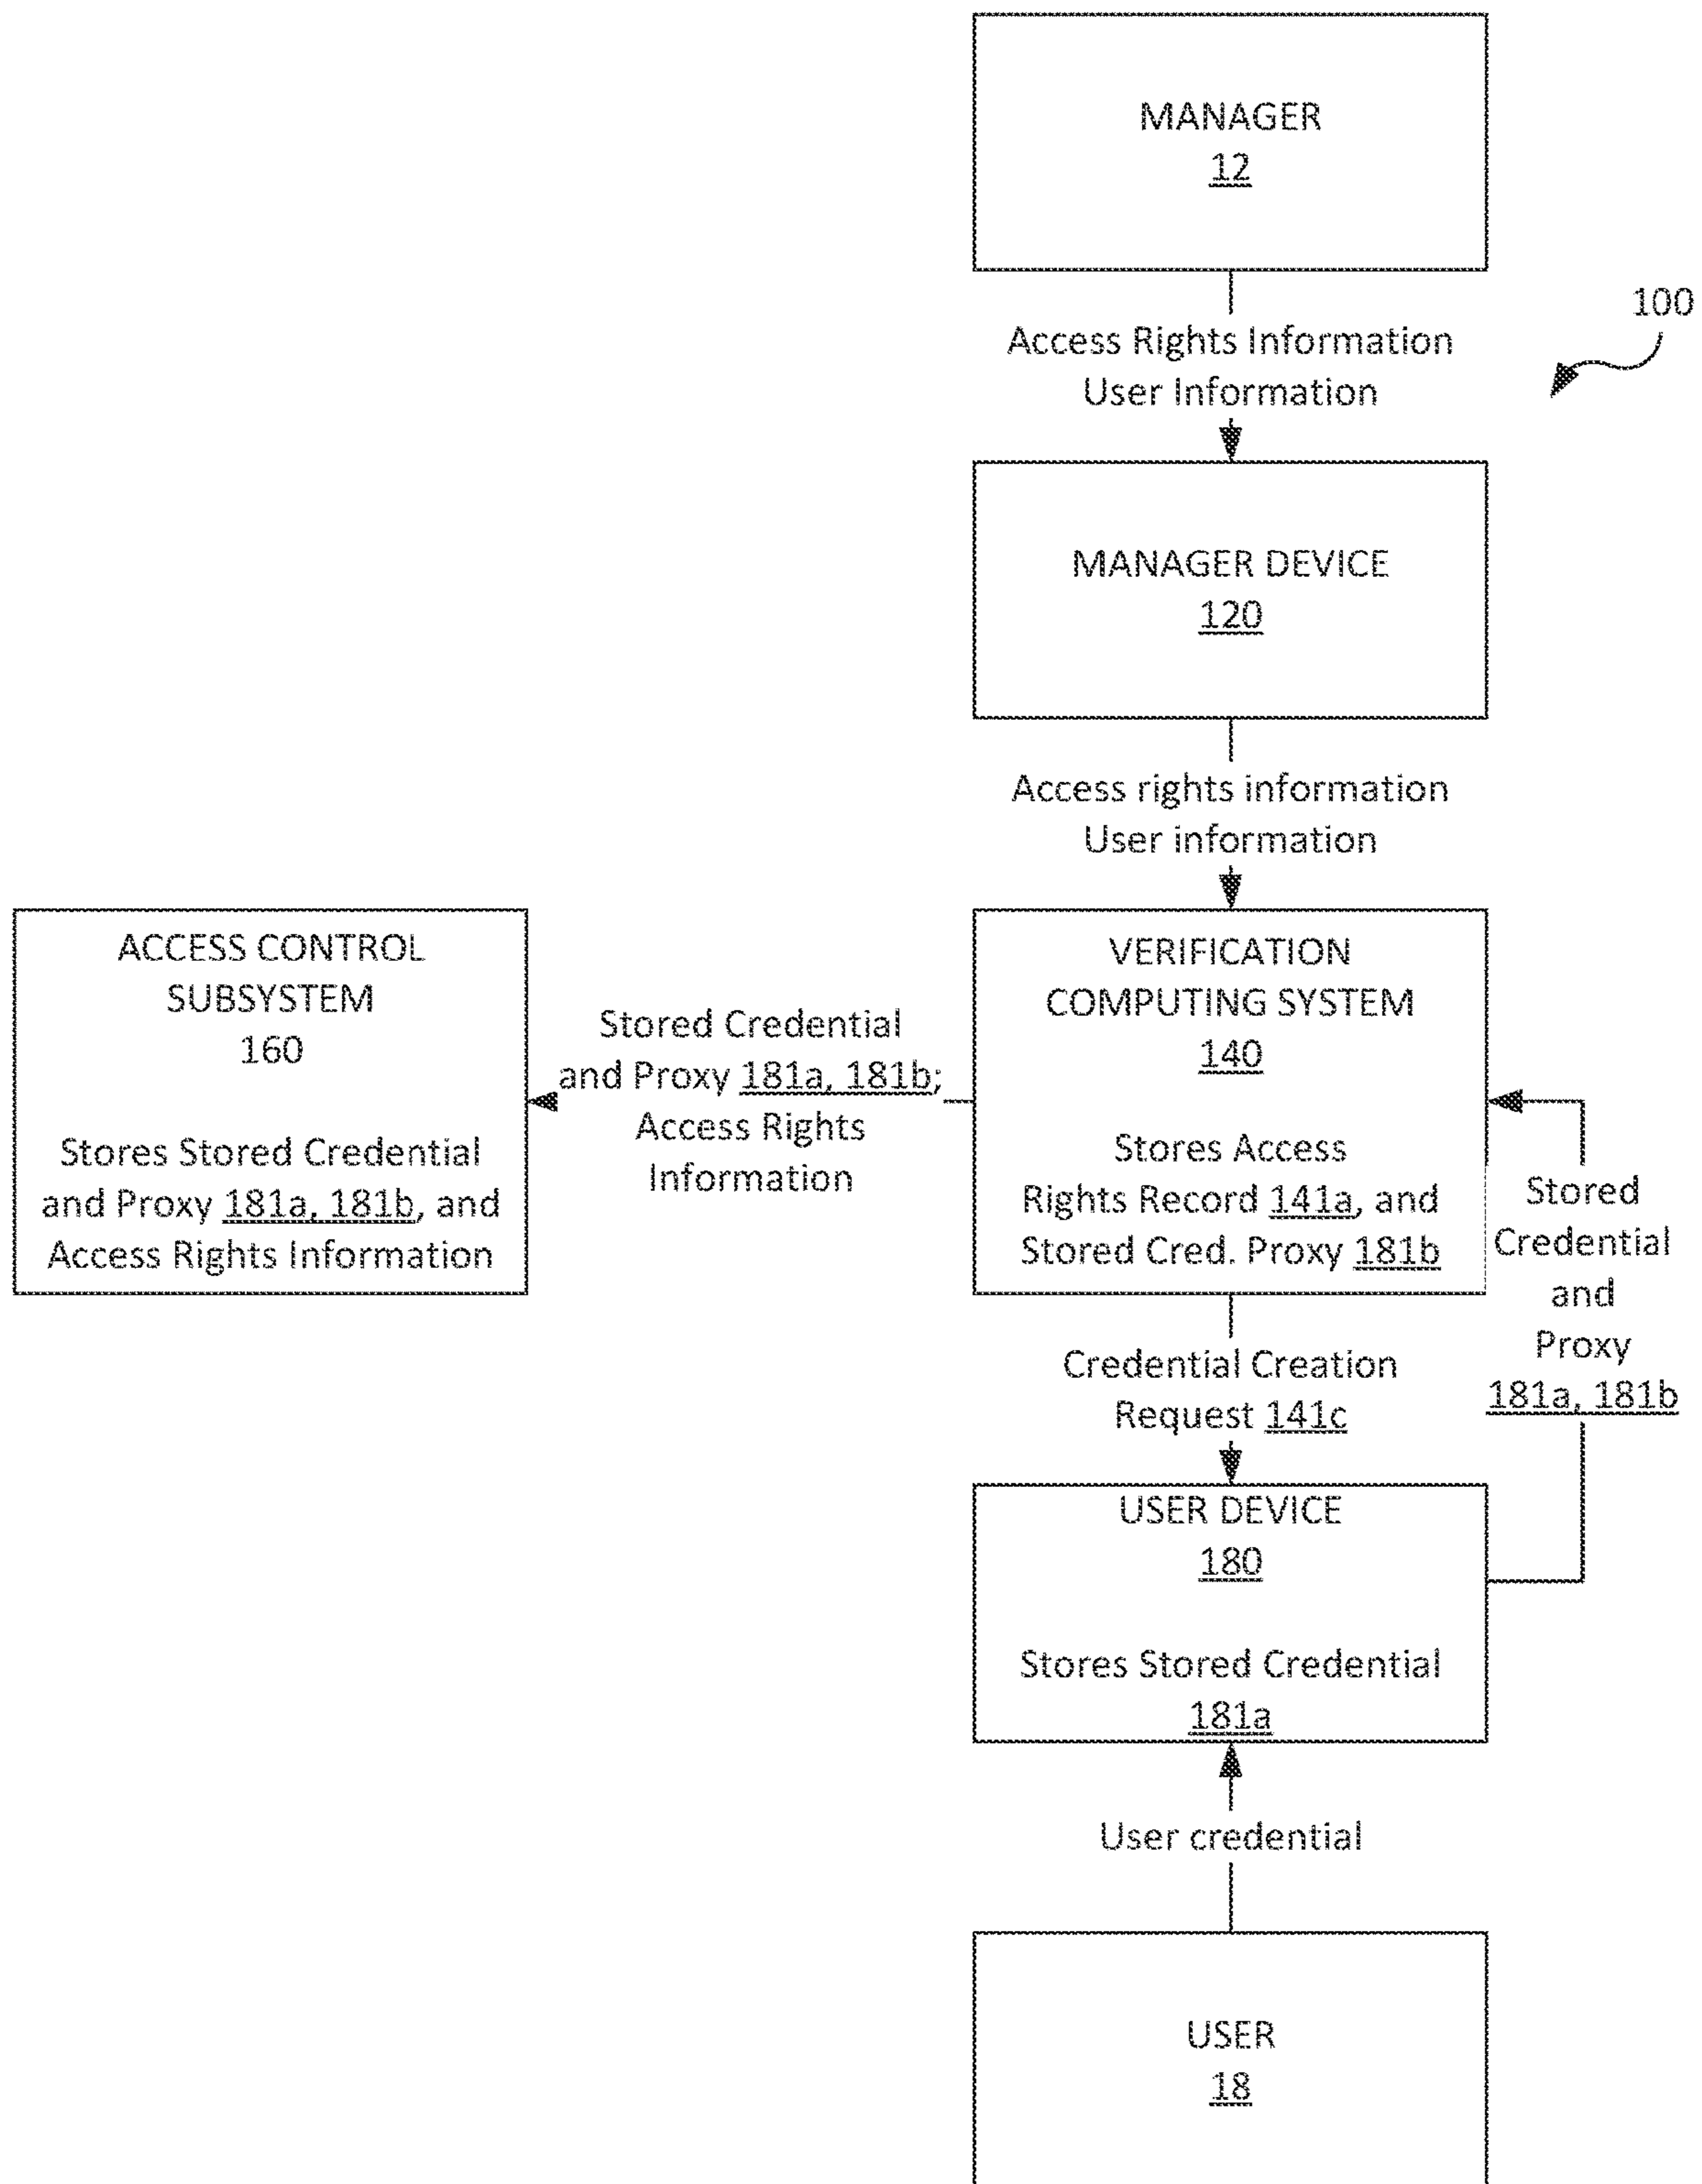 MANAGER
12
100
Access Rights Information
User Information
MANAGER DEVICE
120
Access rights information
User information
ACCESS CONTROL
SUBSYSTEM
160
Stores Stored Credential
and Proxy 181a, 181b, and
Access Rights Information
Stored Credential
and Proxy 181a, 181b;
Access Rights
Information
VERIFICATION
COMPUTING SYSTEM
140
Stores Access
Rights Record 141a, and
Stored Cred. Proxy 181b
Stored
Credential
and
Proxy
181a, 181b
Credential Creation
Request 141c
USER DEVICE
180
Stores Stored Credential
181a
User credential
USER
18